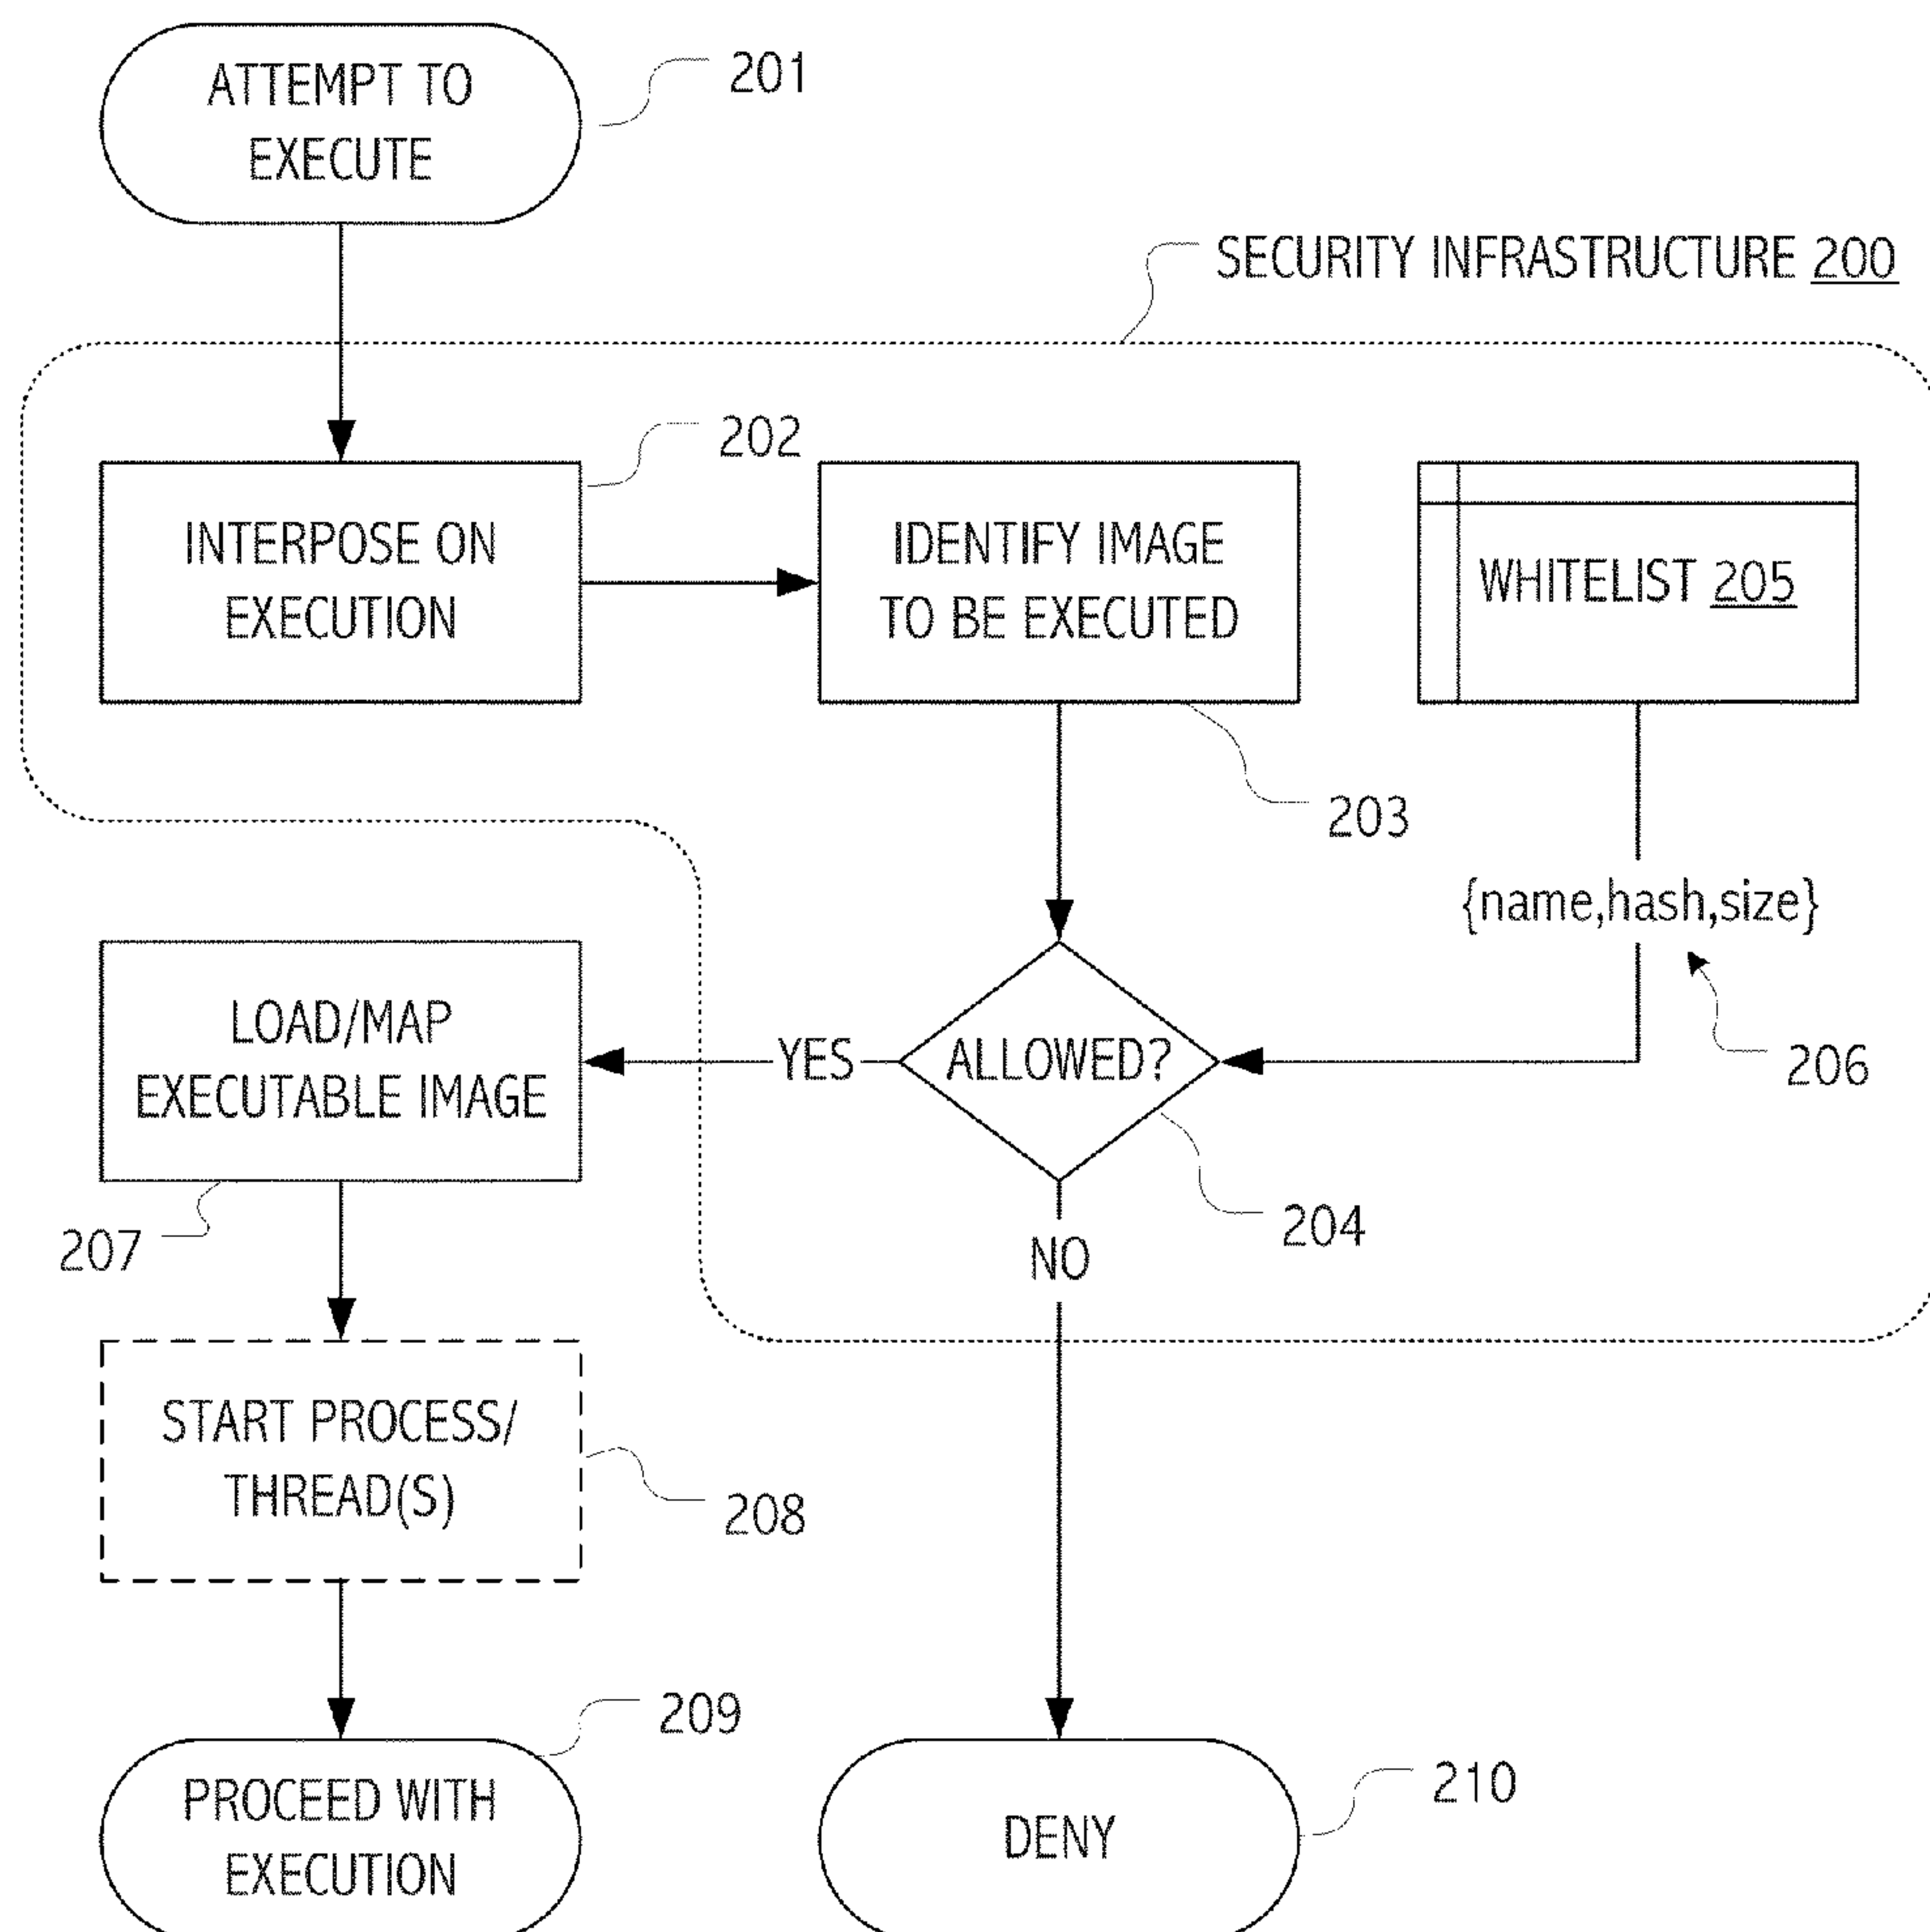 ATTEMPT TO
EXECUTE
201
SECURITY INFRASTRUCTURE 200
202
INTERPOSE ON
EXECUTION
IDENTIFY IMAGE
TO BE EXECUTED
WHITELIST 205
203
{name,hash,size}
206
LOAD/MAP
EXECUTABLE IMAGE
YES
ALLOWED?
204
207
NO
START PROCESS/
THREAD(S)
208
209
PROCEED WITH
EXECUTION
DENY
210